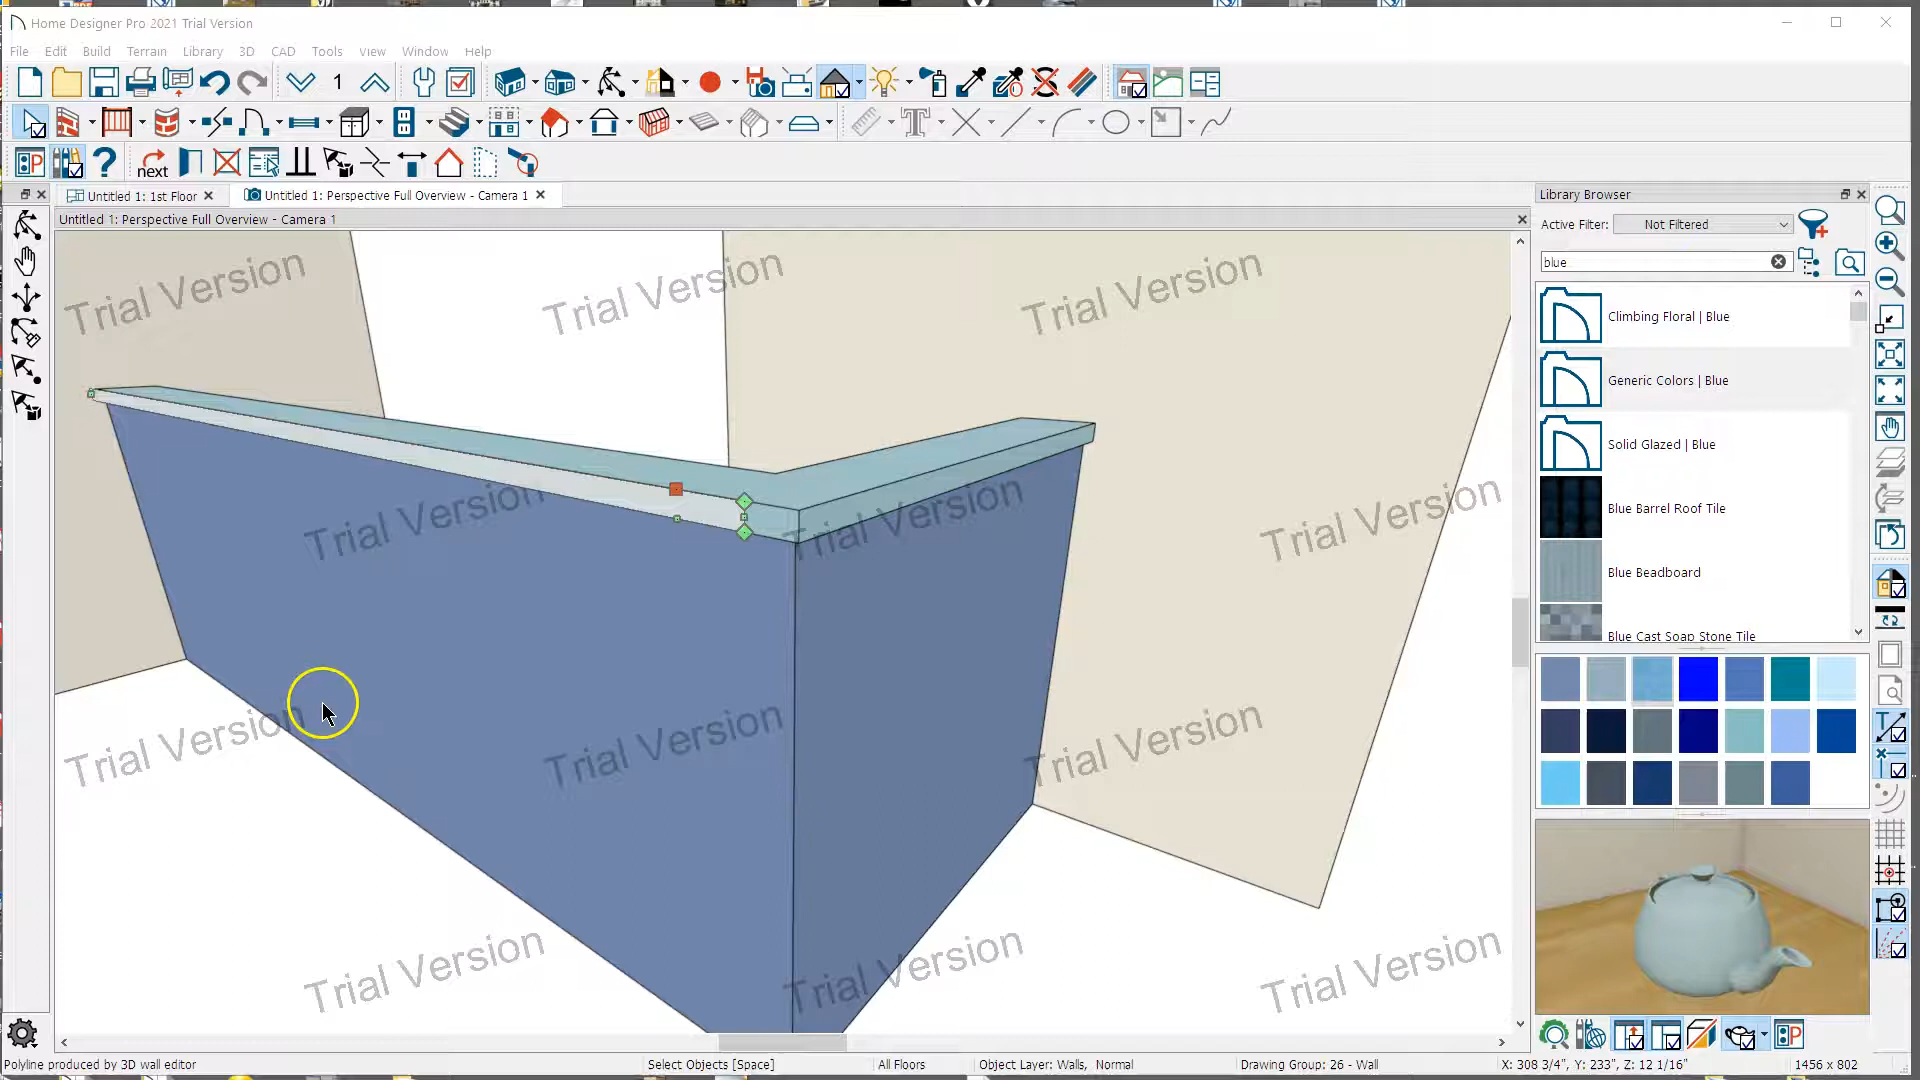 Home Designer Pro 2021 Trial Version
File Edit Build Terrain Library 3D CAD Tools View Window Help
1
next
Untitled 1: 1st Floor
Untitled 1: Perspective Full Overview - Camera 1
Untitled 1: Perspective Full Overview - Camera 1
Library Browser
Active Filter: Not Filtered
blue
Climbing Floral | Blue
Generic Colors | Blue
Solid Glazed | Blue
Blue Barrel Roof Tile
Blue Beadboard
Blue Cast Soap Stone Tile
Trial Version Trial Version Trial Version
Trial Version Trial Version Trial Version
Trial Version Trial Version Trial Version
Trial Version Trial Version Trial Version
Polyline produced by 3D wall editor
Select Objects [Space]
All Floors
Object Layer: Walls, Normal
Drawing Group: 26 - Wall
X: 308 3/4", Y: 233", Z: 12 1/16"
1456 x 802